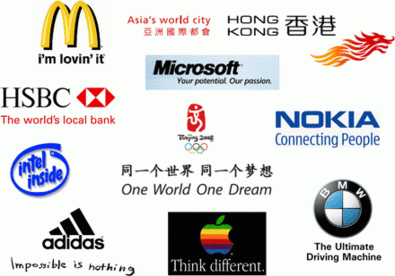 i'm lovin' it™
Asia's world city
亞洲國際都會
HONG
KONG 香港
Microsoft®
Your potential. Our passion.
HSBC
The world's local bank
Beijing 2008
NOKIA
Connecting People
intel
inside
同一个世界 同一个梦想
One World One Dream
BMW
The Ultimate
Driving Machine
adidas
Impossible is nothing
Think different.